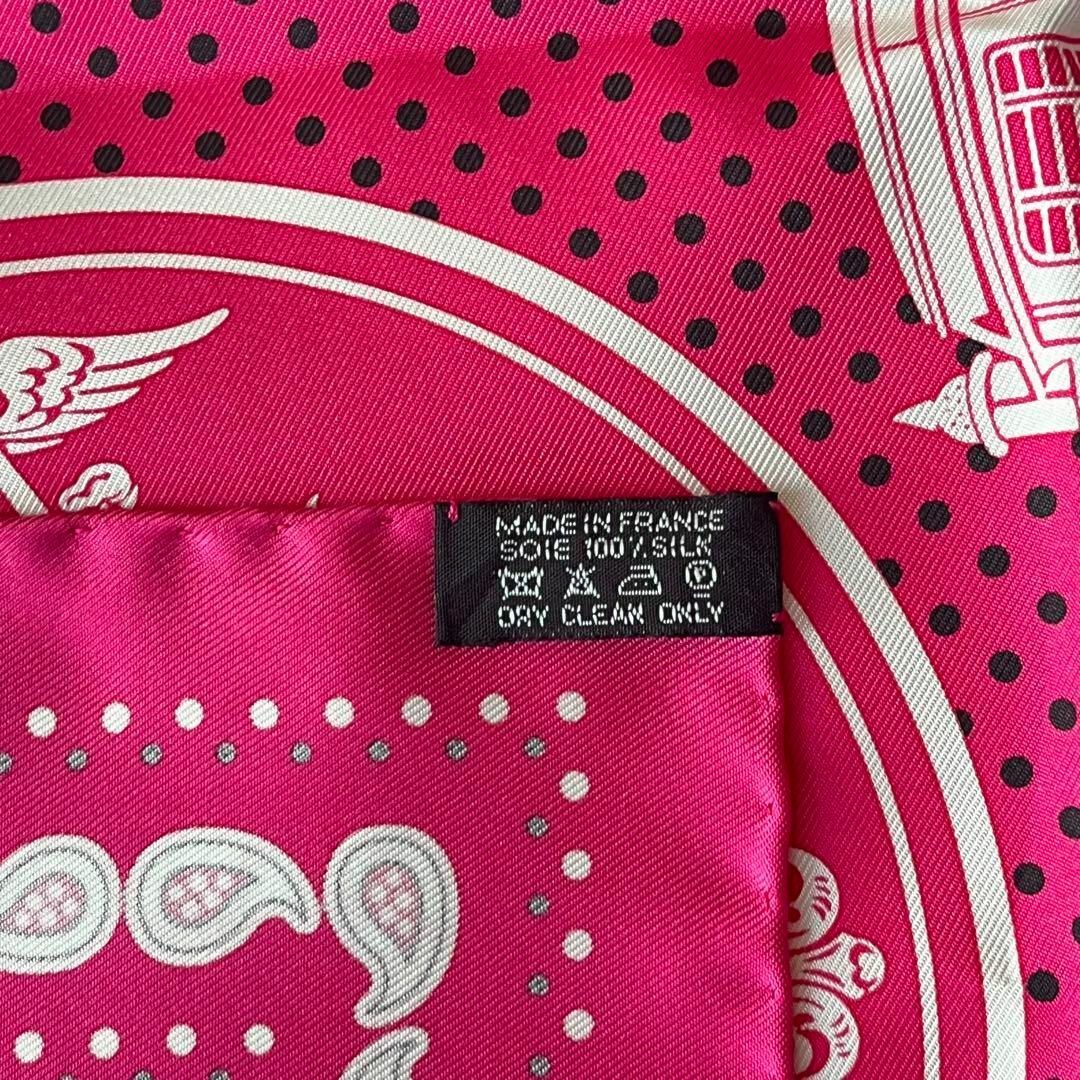 MADE IN FRANCE
SOIE 100% SILK
DRY CLEAN ONLY